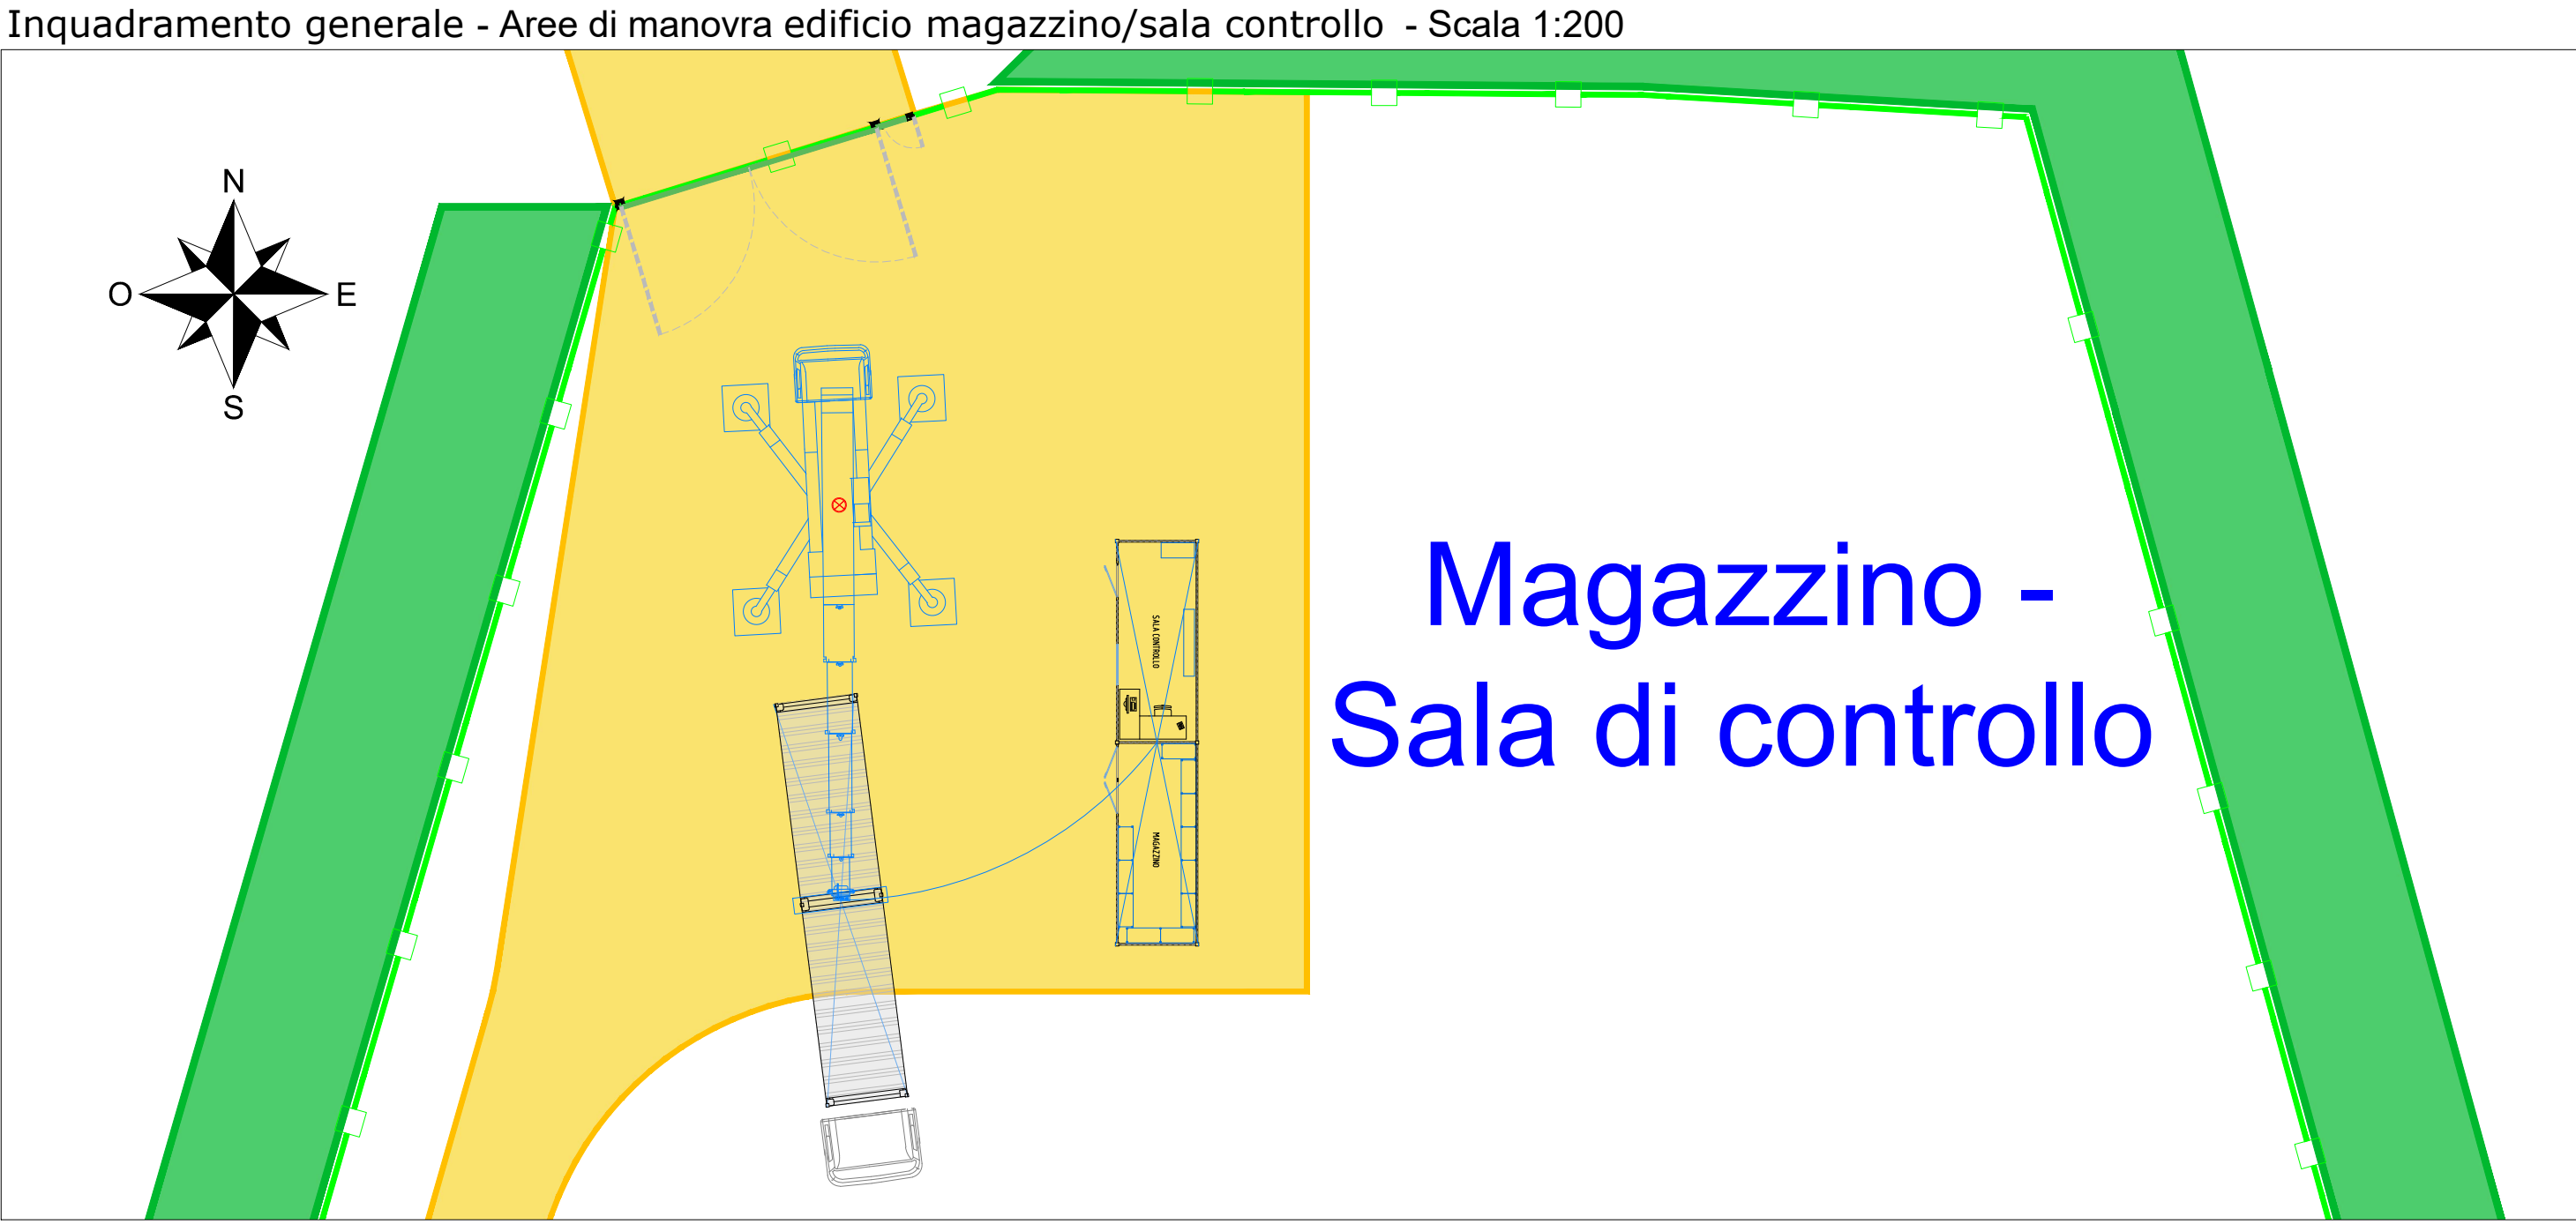 Inquadramento generale - Aree di manovra edificio magazzino/sala controllo - Scala 1:200
N
O
E
S
SALA CONTROLLO
MAGAZZINO
Magazzino -
Sala di controllo